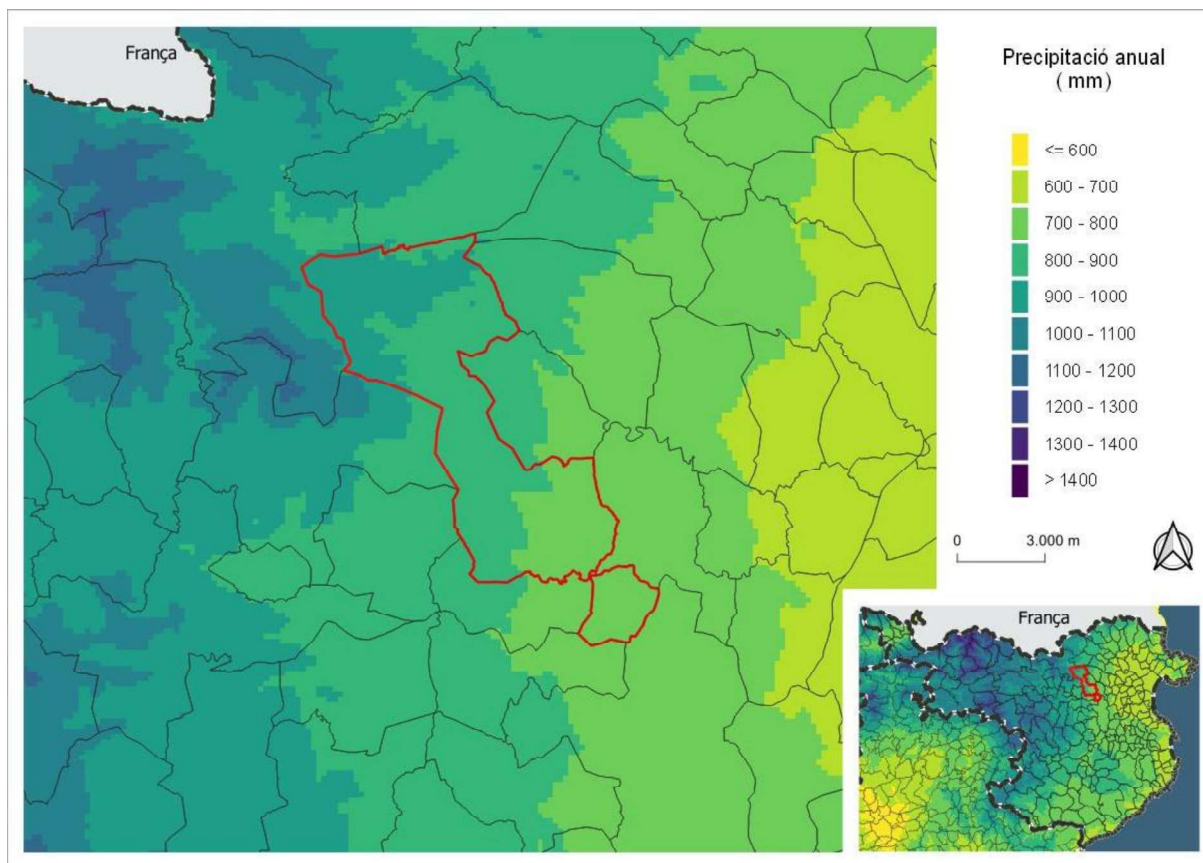 França
Precipitació anual
( mm)
<= 600
600 - 700
700 - 800
800 - 900
900 - 1000
1000 - 1100
1100 - 1200
1200 - 1300
1300 - 1400
> 1400
0 3.000 m
França